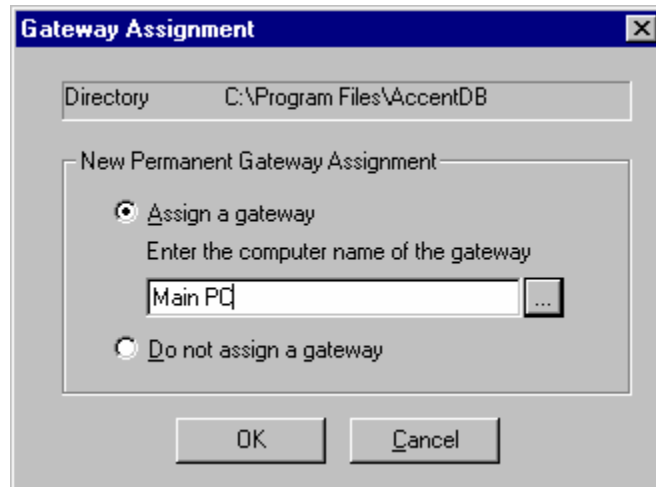 Gateway Assignment
Directory C:\Program Files\AccentDB
New Permanent Gateway Assignment
Assign a gateway
Enter the computer name of the gateway
Main PC
...
Do not assign a gateway
OK Cancel